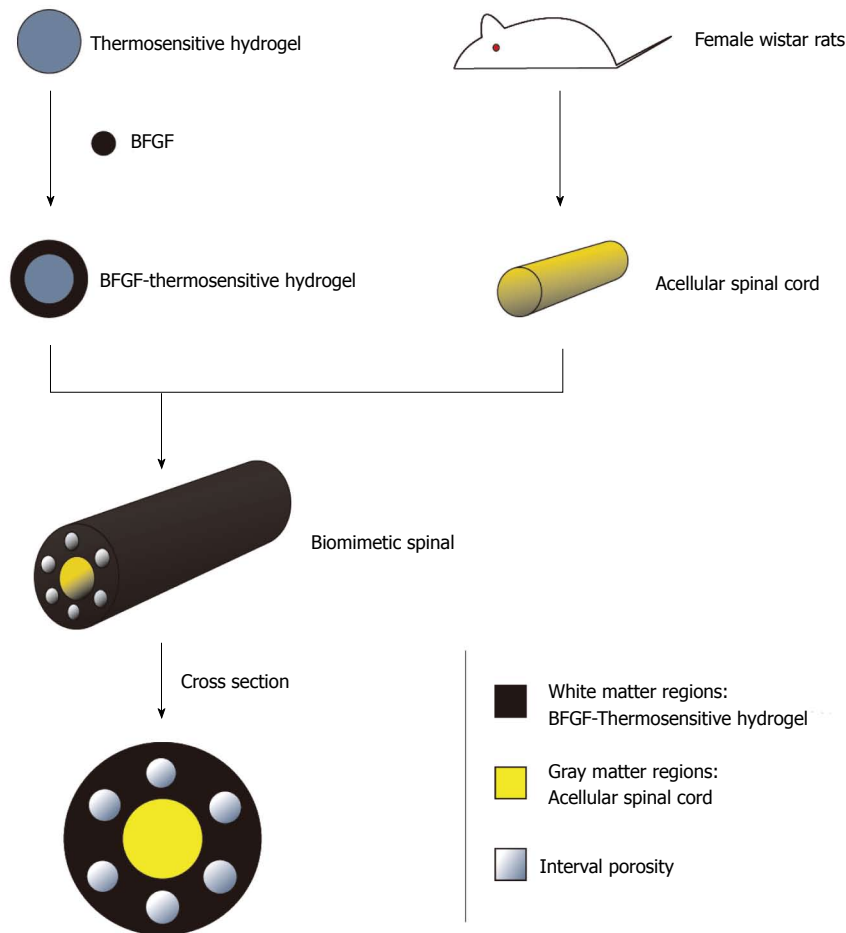 Thermosensitive hydrogel
Female wistar rats
BFGF
BFGF-thermosensitive hydrogel
Acellular spinal cord
Biomimetic spinal
Cross section
White matter regions:
BFGF-Thermosensitive hydrogel
Gray matter regions:
Acellular spinal cord
Interval porosity